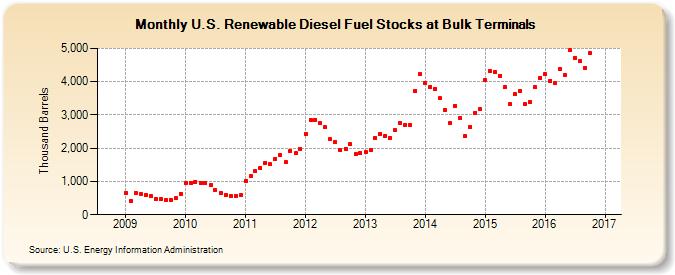 Monthly U.S. Renewable Diesel Fuel Stocks at Bulk Terminals
Thousand Barrels
5,000
4,000
3,000
2,000
1,000
0
2009 2010 2011 2012 2013 2014 2015 2016 2017
Source: U.S. Energy Information Administration